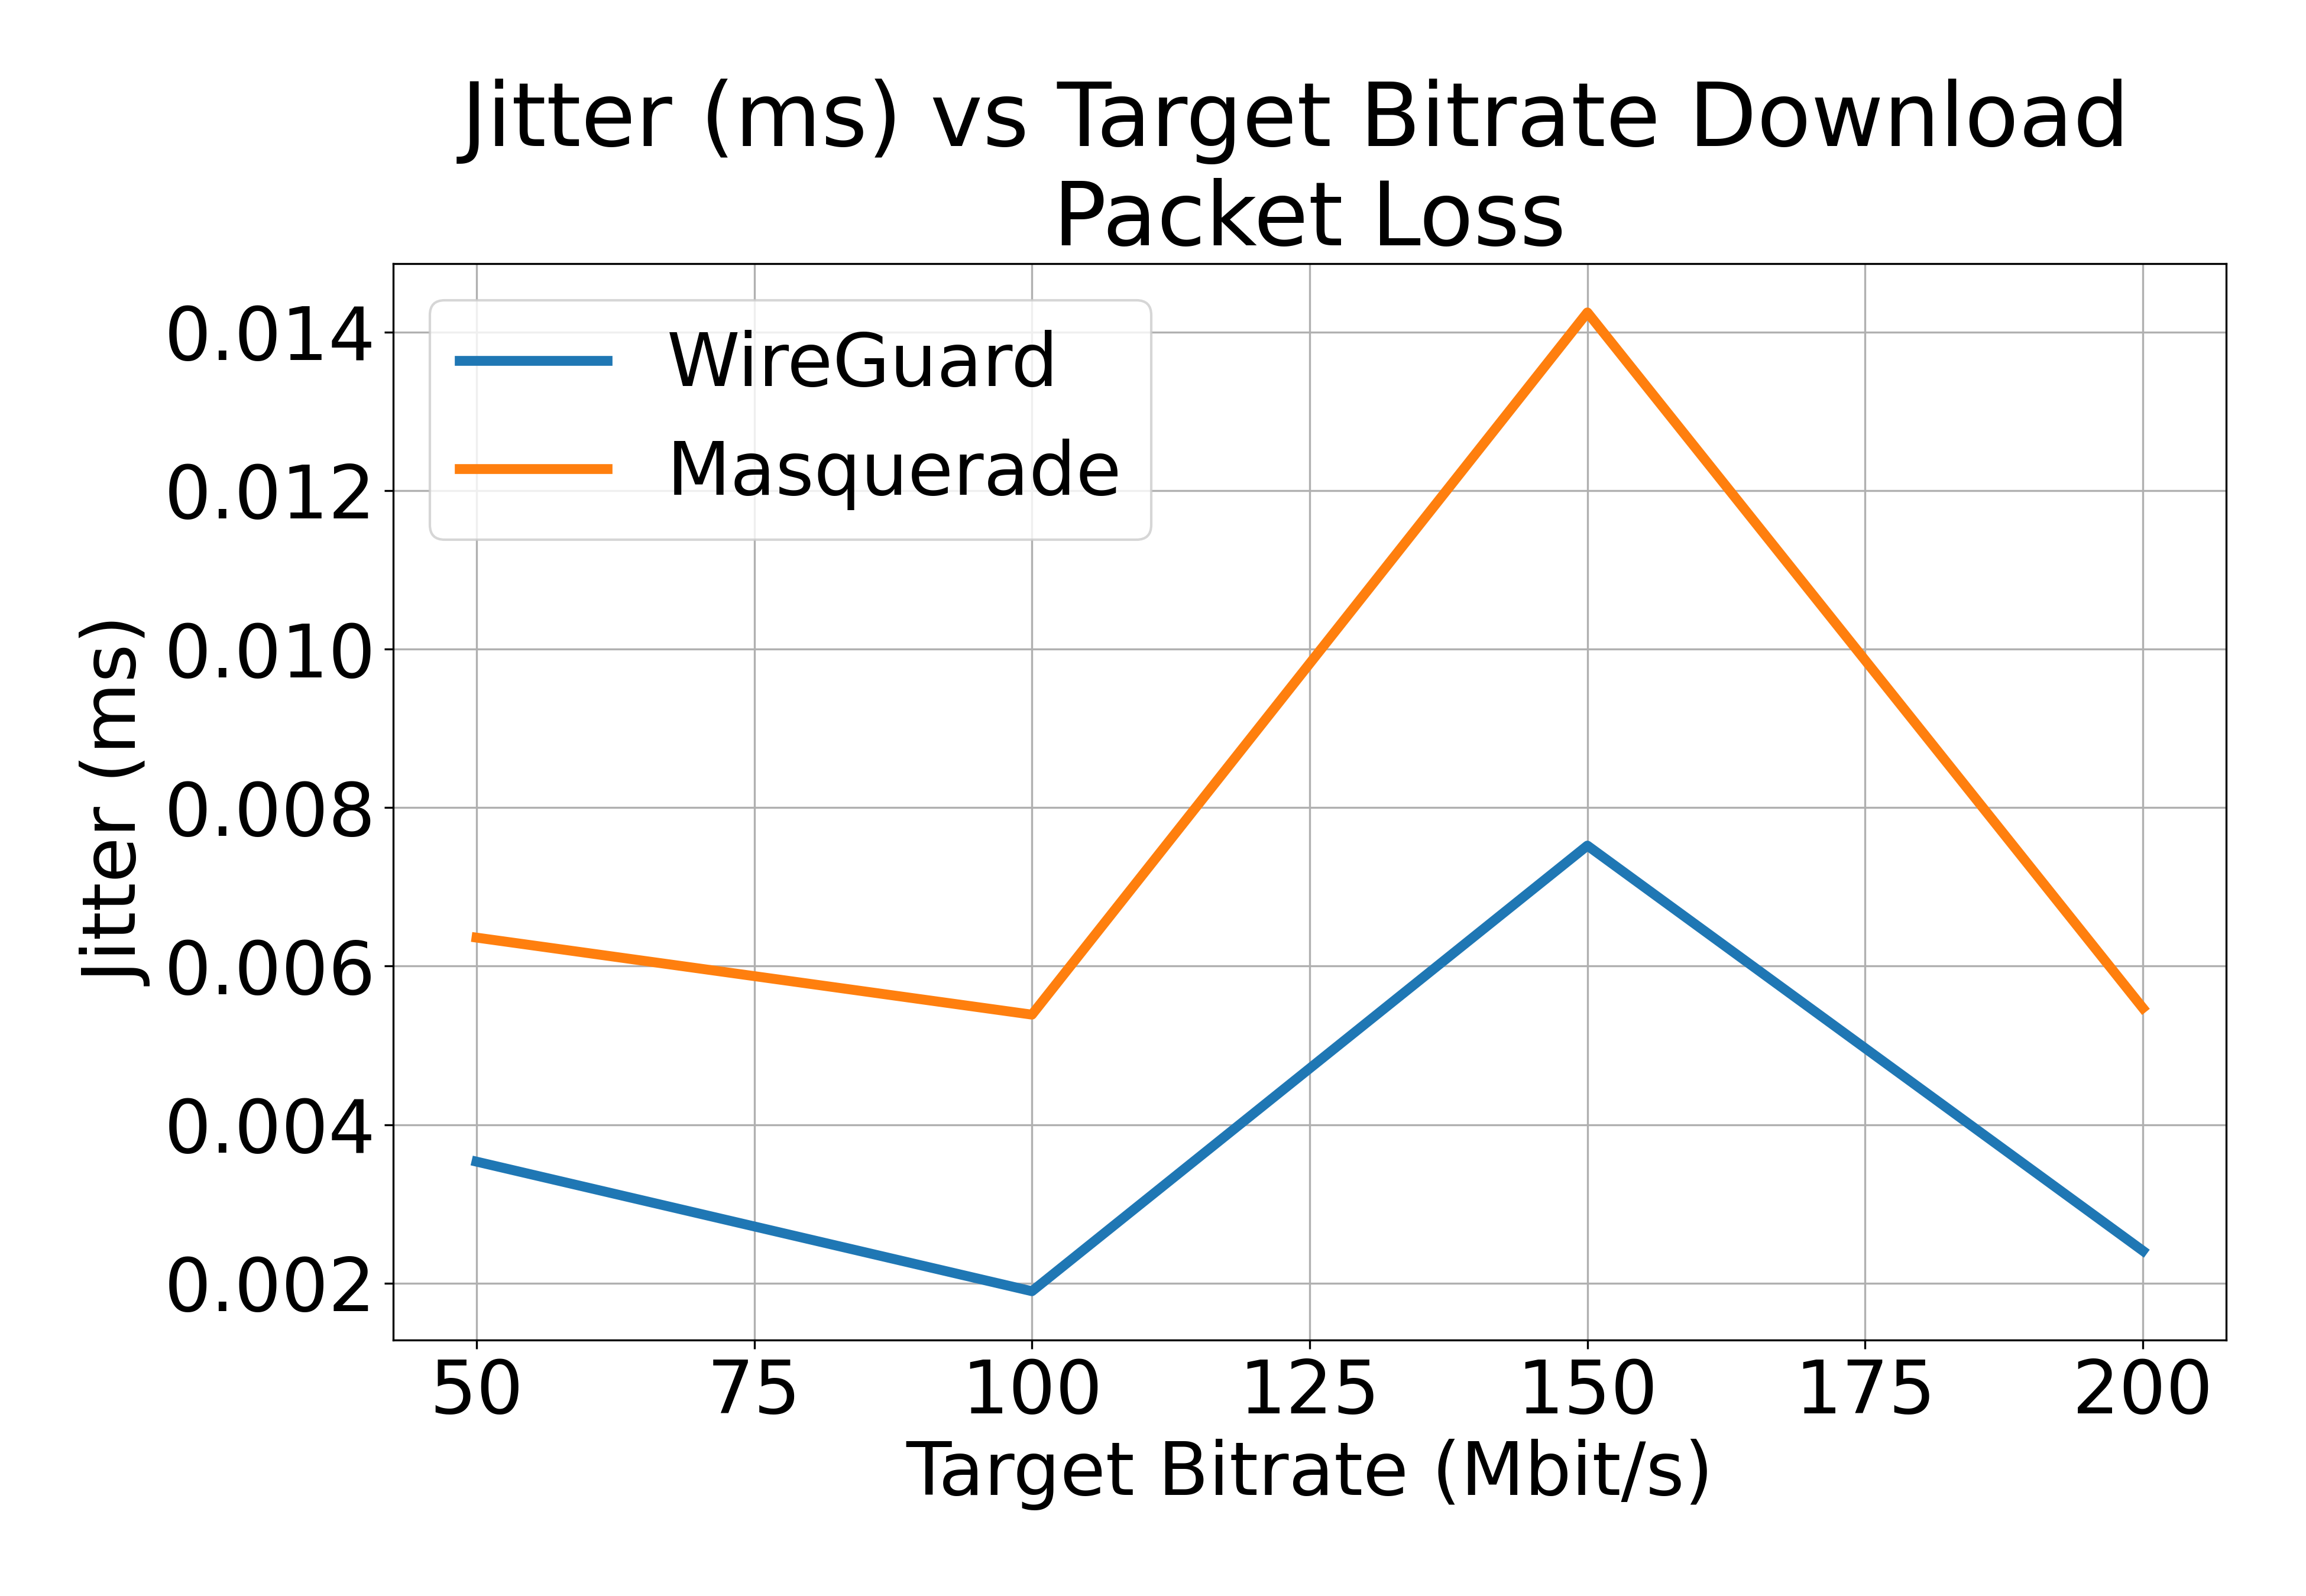 Jitter (ms) vs Target Bitrate Download
Packet Loss
WireGuard
Masquerade
Jitter (ms)
0.014
0.012
0.010
0.008
0.006
0.004
0.002
50 75 100 125 150 175 200
Target Bitrate (Mbit/s)